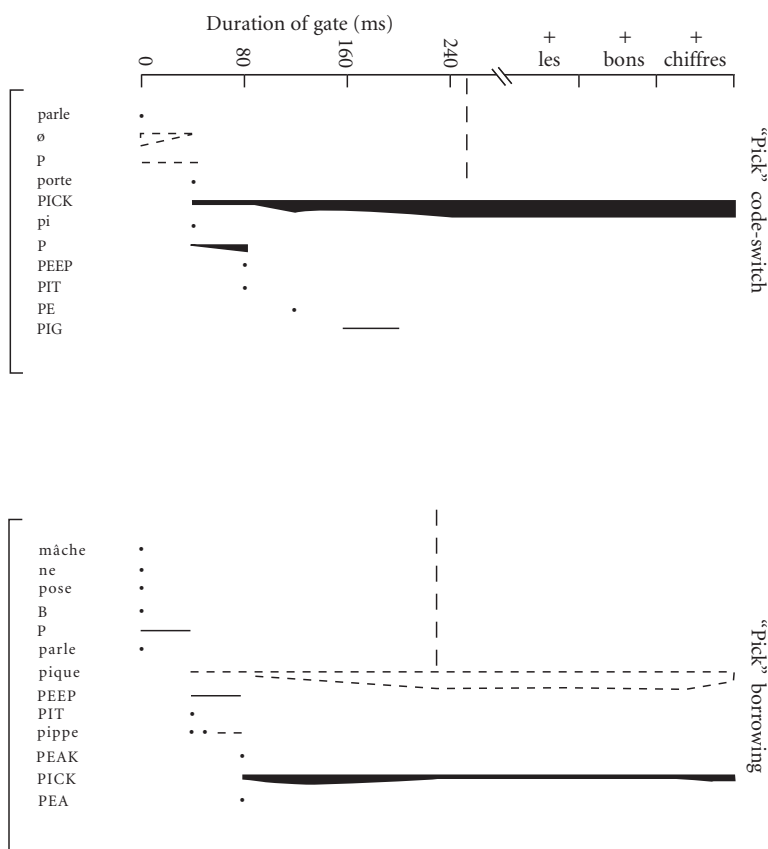 Duration of gate (ms)
0
80
160
240
+
les
+
bons
+
chiffres
parle
ø
P
porte
PICK
pi
P
PEEP
PIT
PE
PIG
“Pick” code-switch
mâche
ne
pose
B
P
parle
pique
PEEP
PIT
pippe
PEAK
PICK
PEA
“Pick” borrowing